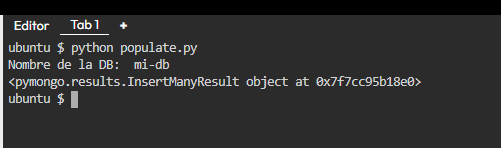 Editor Tab 1 +
ubuntu $ python populate.py
Nombre de la DB:  mi-db
<pymongo.results.InsertManyResult object at 0x7f7cc95b18e0>
ubuntu $